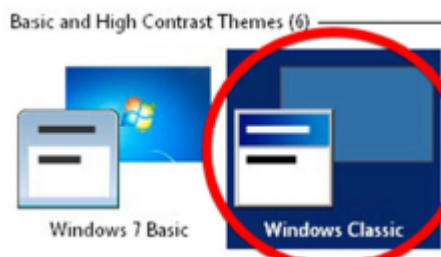 Basic and High Contrast Themes (6)
Windows 7 Basic
Windows Classic